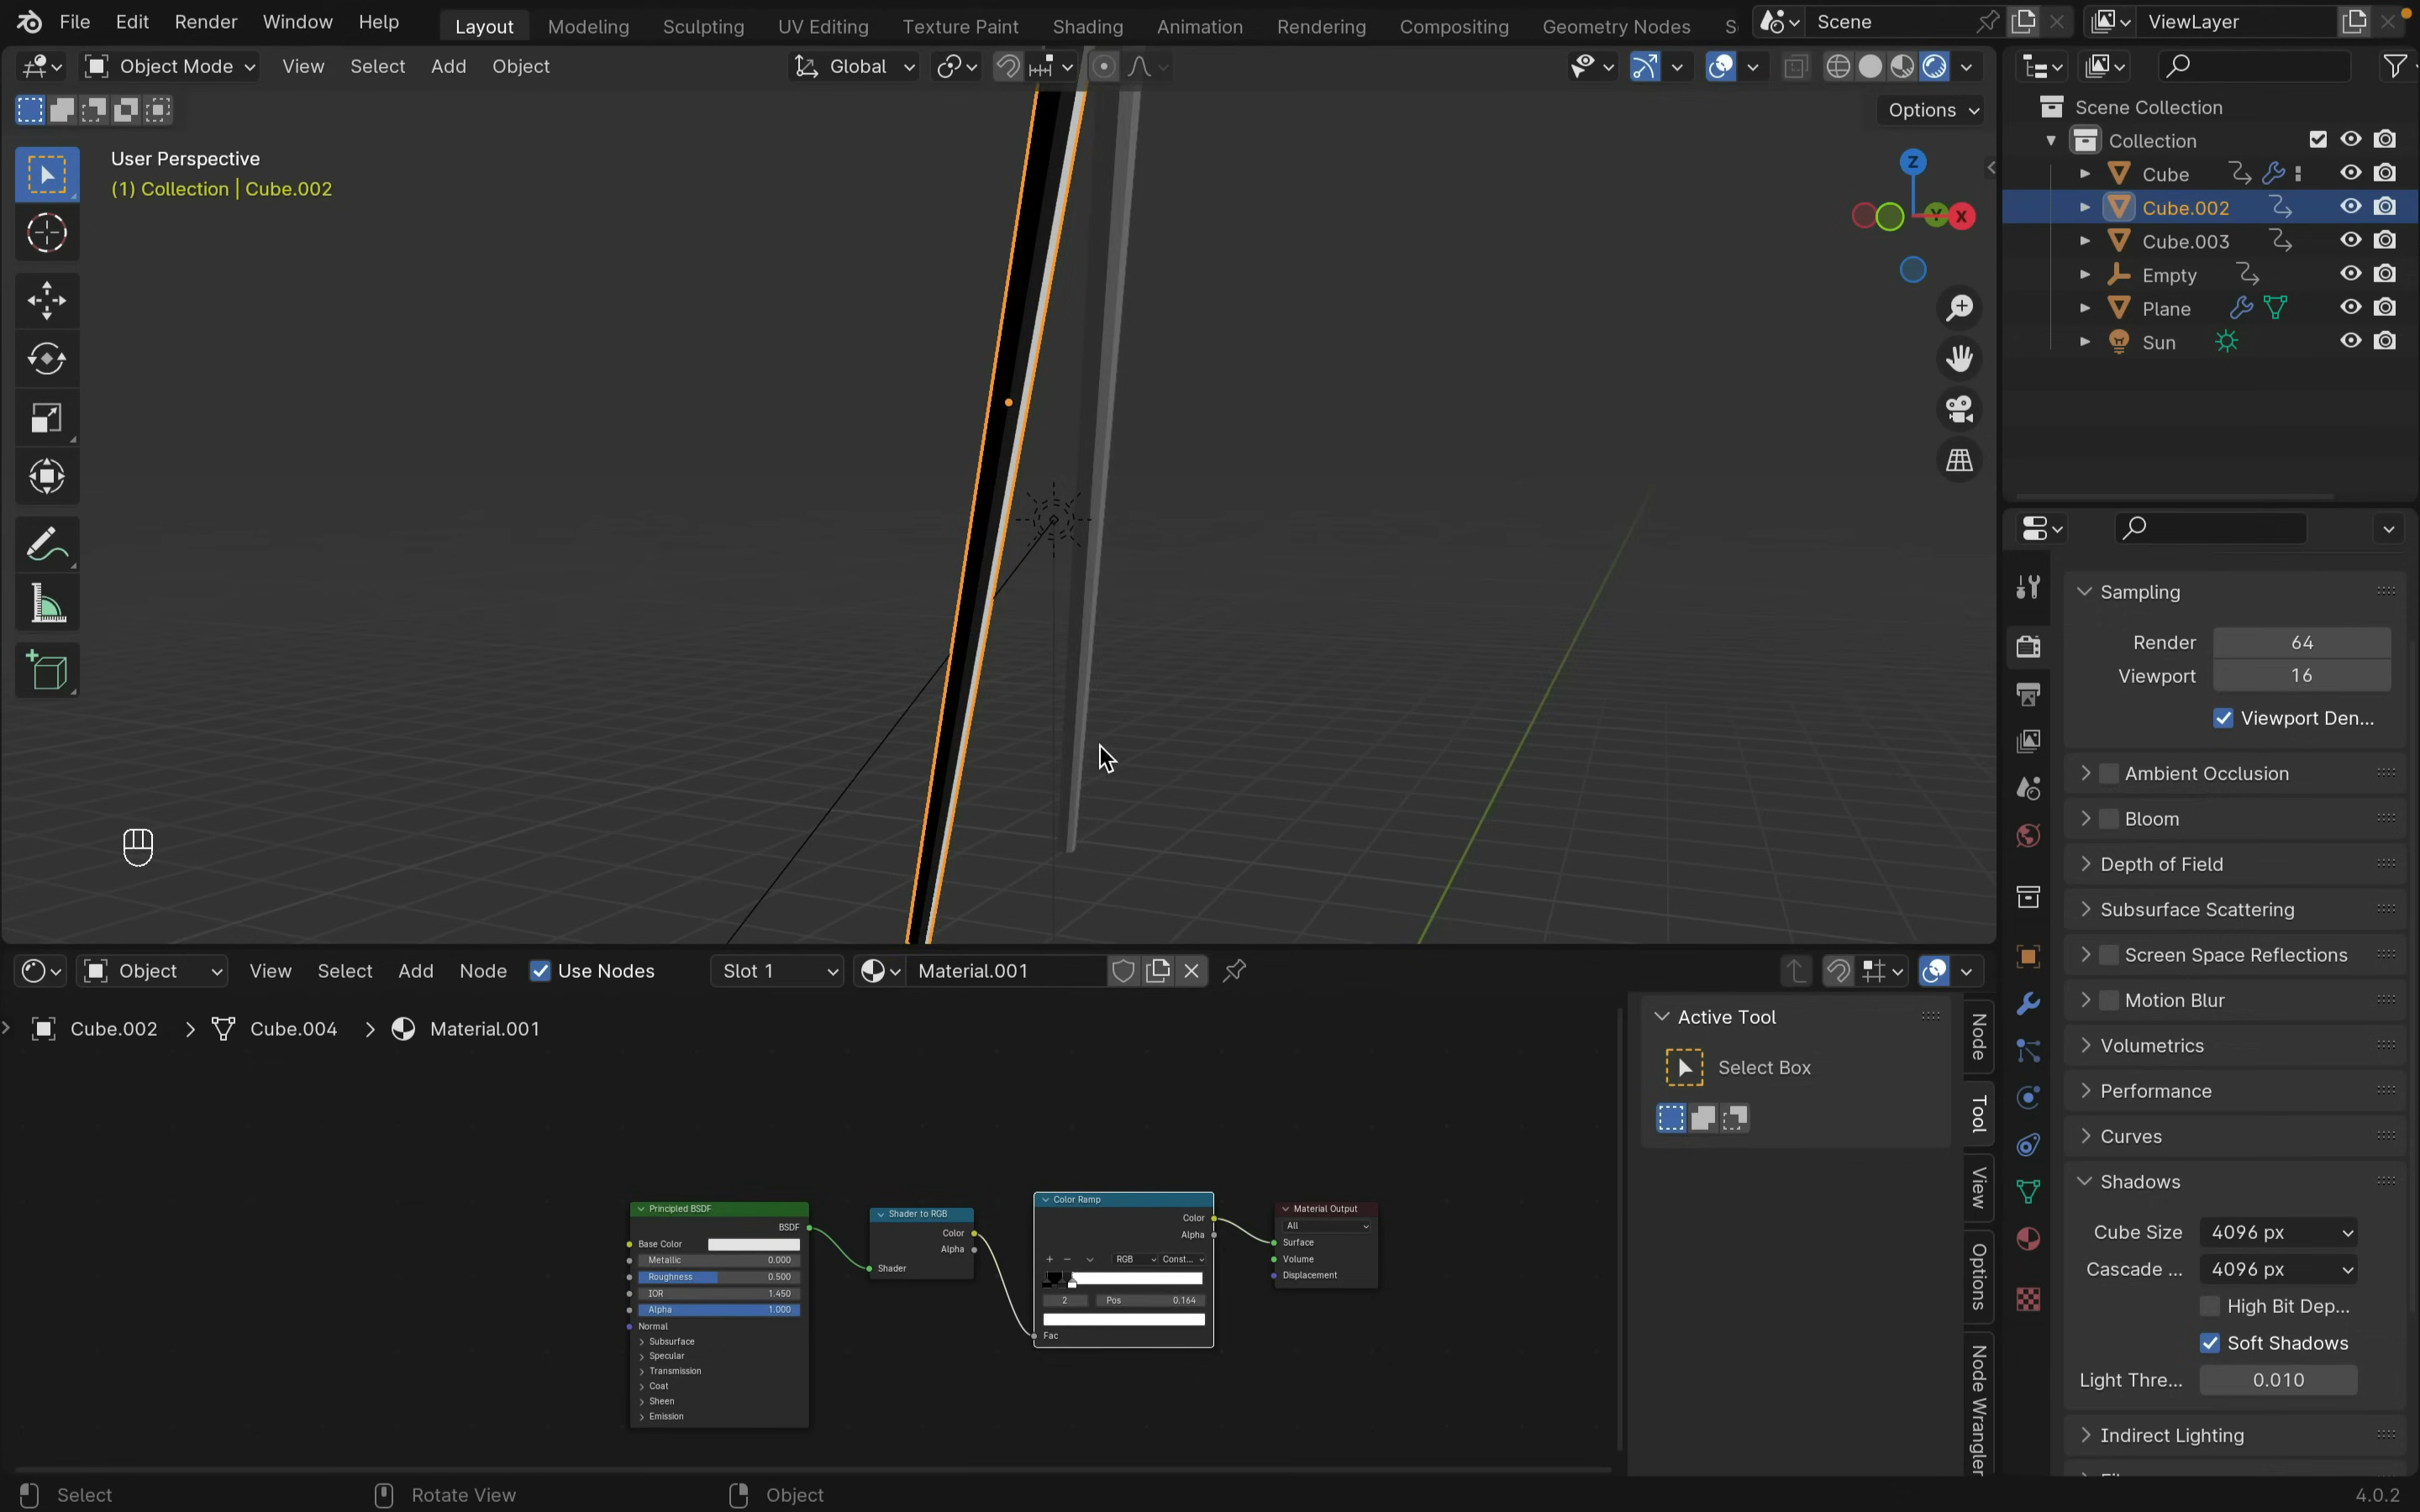 File Edit Render Window Help Layout Modeling Sculpting UV Editing Texture Paint Shading Animation Rendering Compositing Geometry Nodes S Scene ViewLayer
Object Mode View Select Add Object Global
Options
User Perspective
(1) Collection | Cube.002
Z
Y X
Scene Collection
Collection
Cube
Cube.002
Cube.003
Empty
Plane
Sun
Sampling
Render 64
Viewport 16
Viewport Den...
Ambient Occlusion
Bloom
Depth of Field
Subsurface Scattering
Screen Space Reflections
Motion Blur
Volumetrics
Performance
Curves
Shadows
Cube Size 4096 px
Cascade ... 4096 px
High Bit Dep...
Soft Shadows
Light Thre... 0.010
Indirect Lighting
Object View Select Add Node Use Nodes Slot 1 Material.001
Cube.002 > Cube.004 > Material.001
Active Tool
Select Box
Node
Tool
View
Options
Node Wrangler
Principled BSDF
BSDF
Base Color
Metallic 0.000
Roughness 0.500
IOR 1.450
Alpha 1.000
Normal
Subsurface
Specular
Transmission
Coat
Sheen
Emission
Shader to RGB
Color
Alpha
Shader
Color Ramp
Color
Alpha
+ − RGB Const...
2 Pos 0.164
Fac
Material Output
All
Surface
Volume
Displacement
Select Rotate View Object 4.0.2